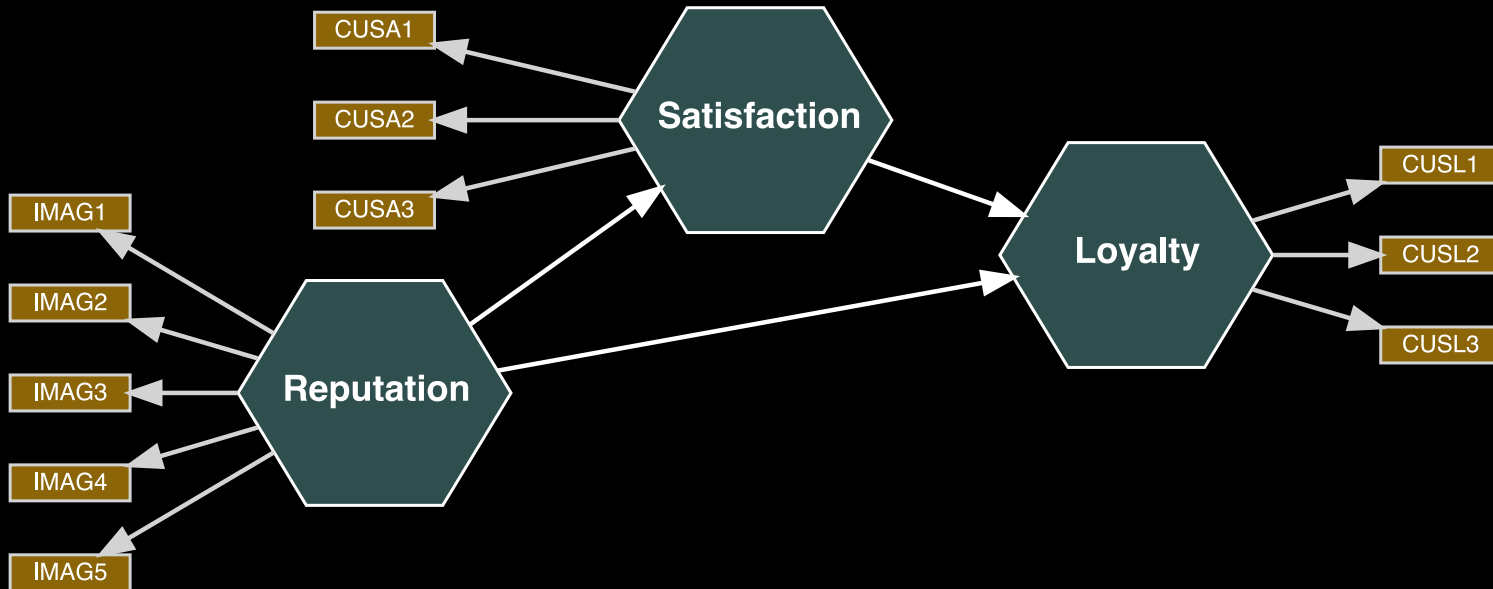 CUSA1
CUSA2
CUSA3
Satisfaction
IMAG1
IMAG2
IMAG3
IMAG4
IMAG5
Reputation
Loyalty
CUSL1
CUSL2
CUSL3